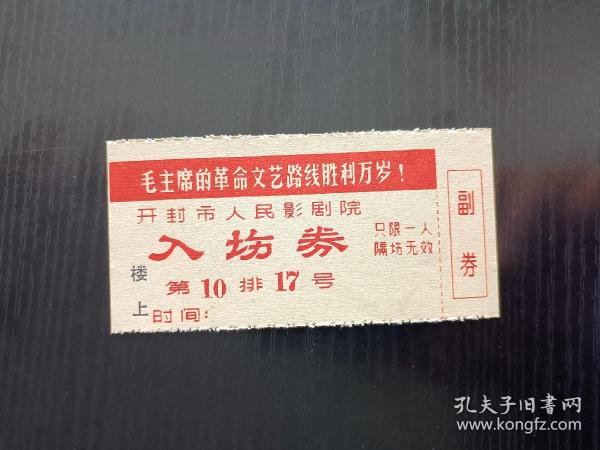 毛主席的革命文艺路线胜利万岁！
开封市人民影剧院
入场券
只限一人
隔场无效
楼上
第10排17号
时间：
副券
孔夫子旧书网
www.kongfz.com